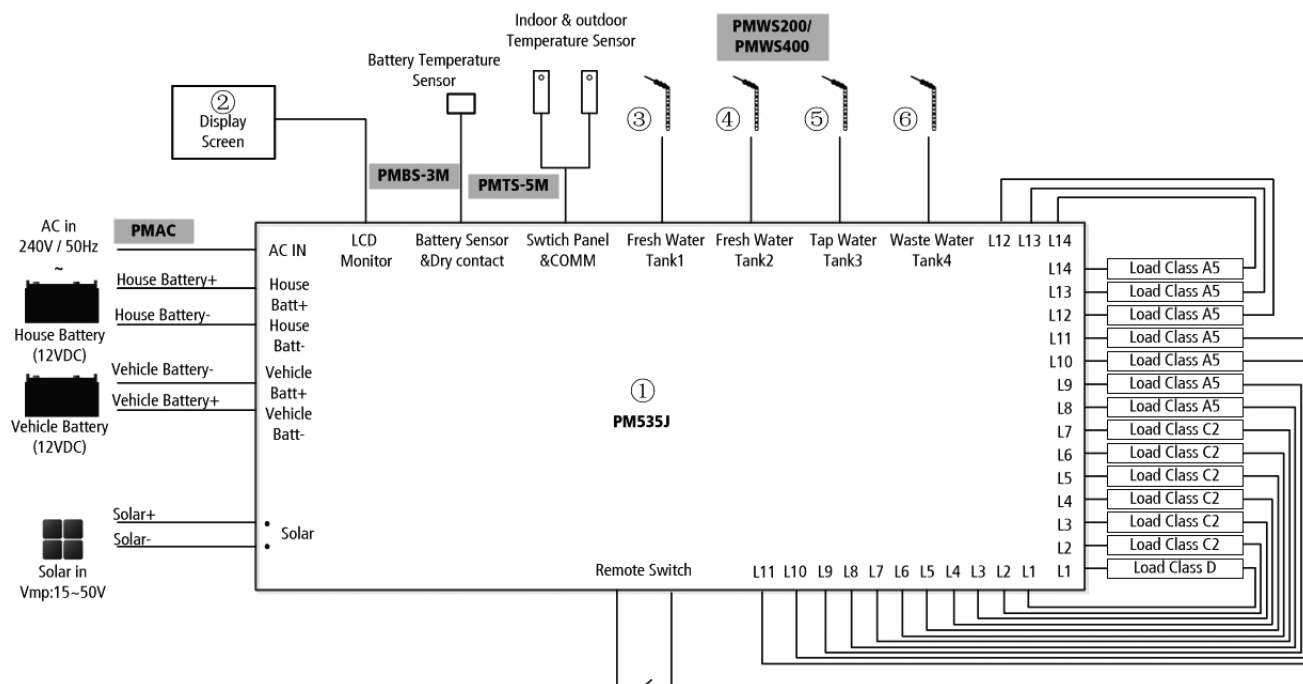 Indoor & outdoor
Temperature Sensor
PMWS200/
PMWS400
Battery Temperature
Sensor
②
Display
Screen
③
④
⑤
⑥
PMBS-3M
PMTS-5M
AC in
240V / 50Hz
~
PMAC
AC IN
LCD
Monitor
Battery Sensor
&Dry contact
Swtich Panel
&COMM
Fresh Water
Tank1
Fresh Water
Tank2
Tap Water
Tank3
Waste Water
Tank4
L12 L13 L14
House Battery+
House Battery-
House Battery
(12VDC)
House
Batt+
House
Batt-
Vehicle Battery-
Vehicle Battery+
Vehicle Battery
(12VDC)
Vehicle
Batt+
Vehicle
Batt-
①
PM535J
L14 Load Class A5
L13 Load Class A5
L12 Load Class A5
L11 Load Class A5
L10 Load Class A5
L9 Load Class A5
L8 Load Class A5
L7 Load Class C2
L6 Load Class C2
L5 Load Class C2
L4 Load Class C2
L3 Load Class C2
L2 Load Class C2
L1 Load Class D
Solar+
Solar-
Solar
Solar in
Vmp:15~50V
Remote Switch
L11 L10 L9 L8 L7 L6 L5 L4 L3 L2 L1